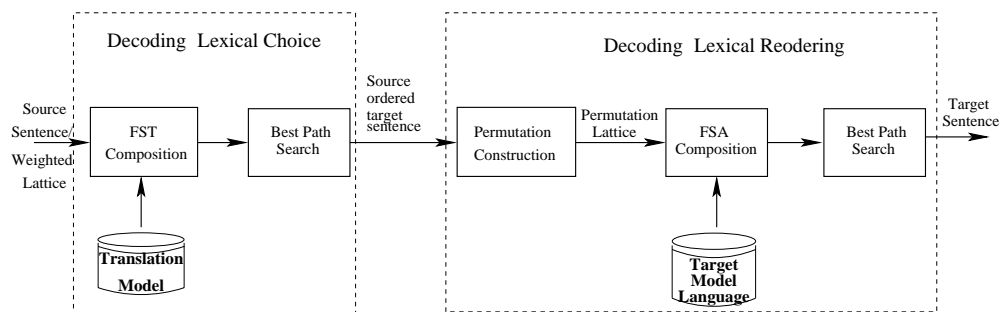 Decoding Lexical Choice
Decoding Lexical Reodering
Source
Sentence/
Weighted
Lattice
FST
Composition
Best Path
Search
Source
ordered
target
sentence
Permutation
Construction
Permutation
Lattice
FSA
Composition
Best Path
Search
Target
Sentence
Translation
Model
Target
Model
Language